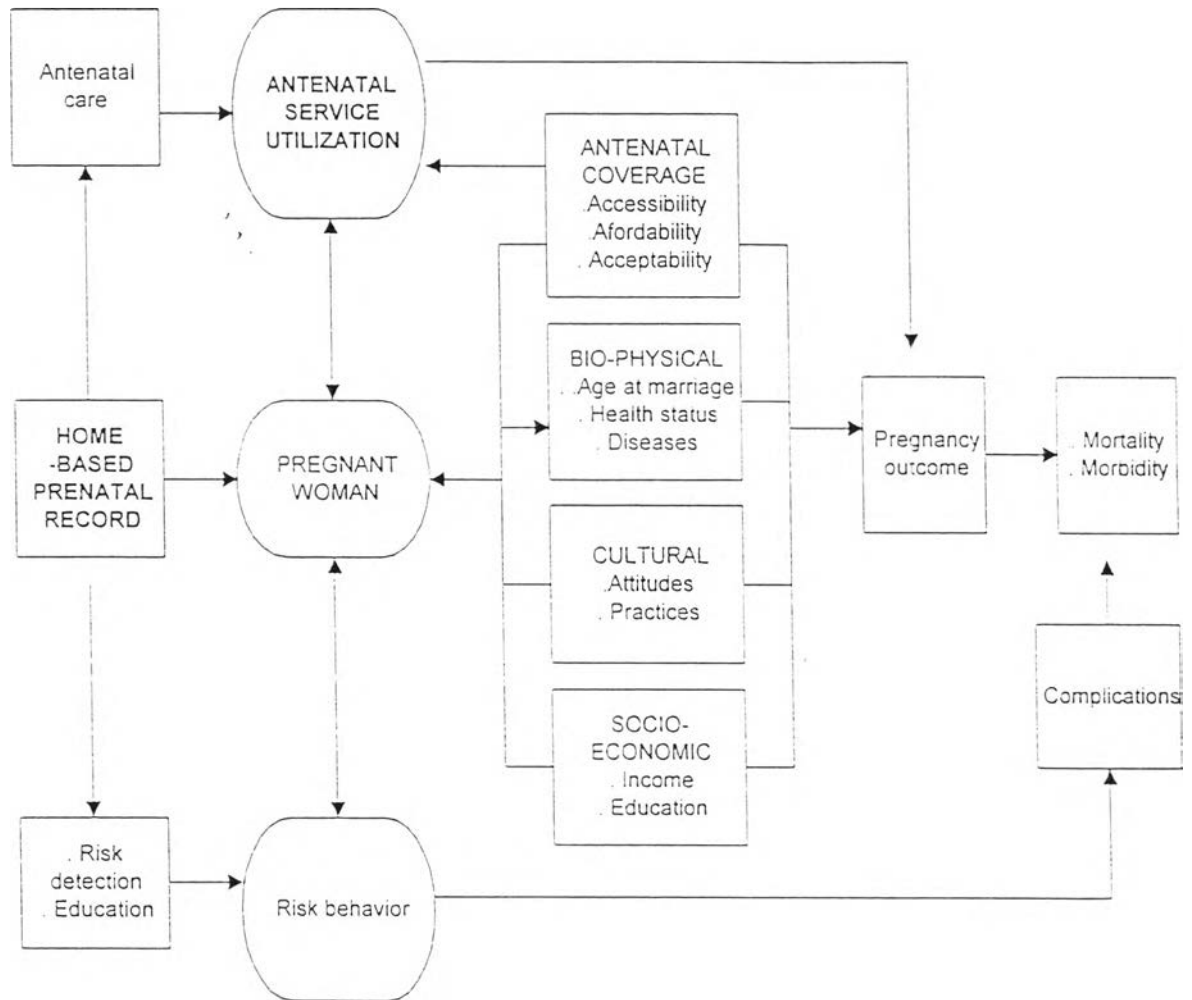 Antenatal
care
ANTENATAL
SERVICE
UTILIZATION
ANTENATAL
COVERAGE
.Accessibility
.Afordability
. Acceptability
BIO-PHYSICAL
. .Age at marriage
. Health status
. Diseases
HOME
-BASED
PRENATAL
RECORD
PREGNANT
WOMAN
Pregnancy
outcome
. Mortality
. Morbidity
CULTURAL
.Attitudes
. Practices
SCCIO-
ECONOMIC
. Income
. Education
Complications
. Risk
detection
. Education
Risk behavior